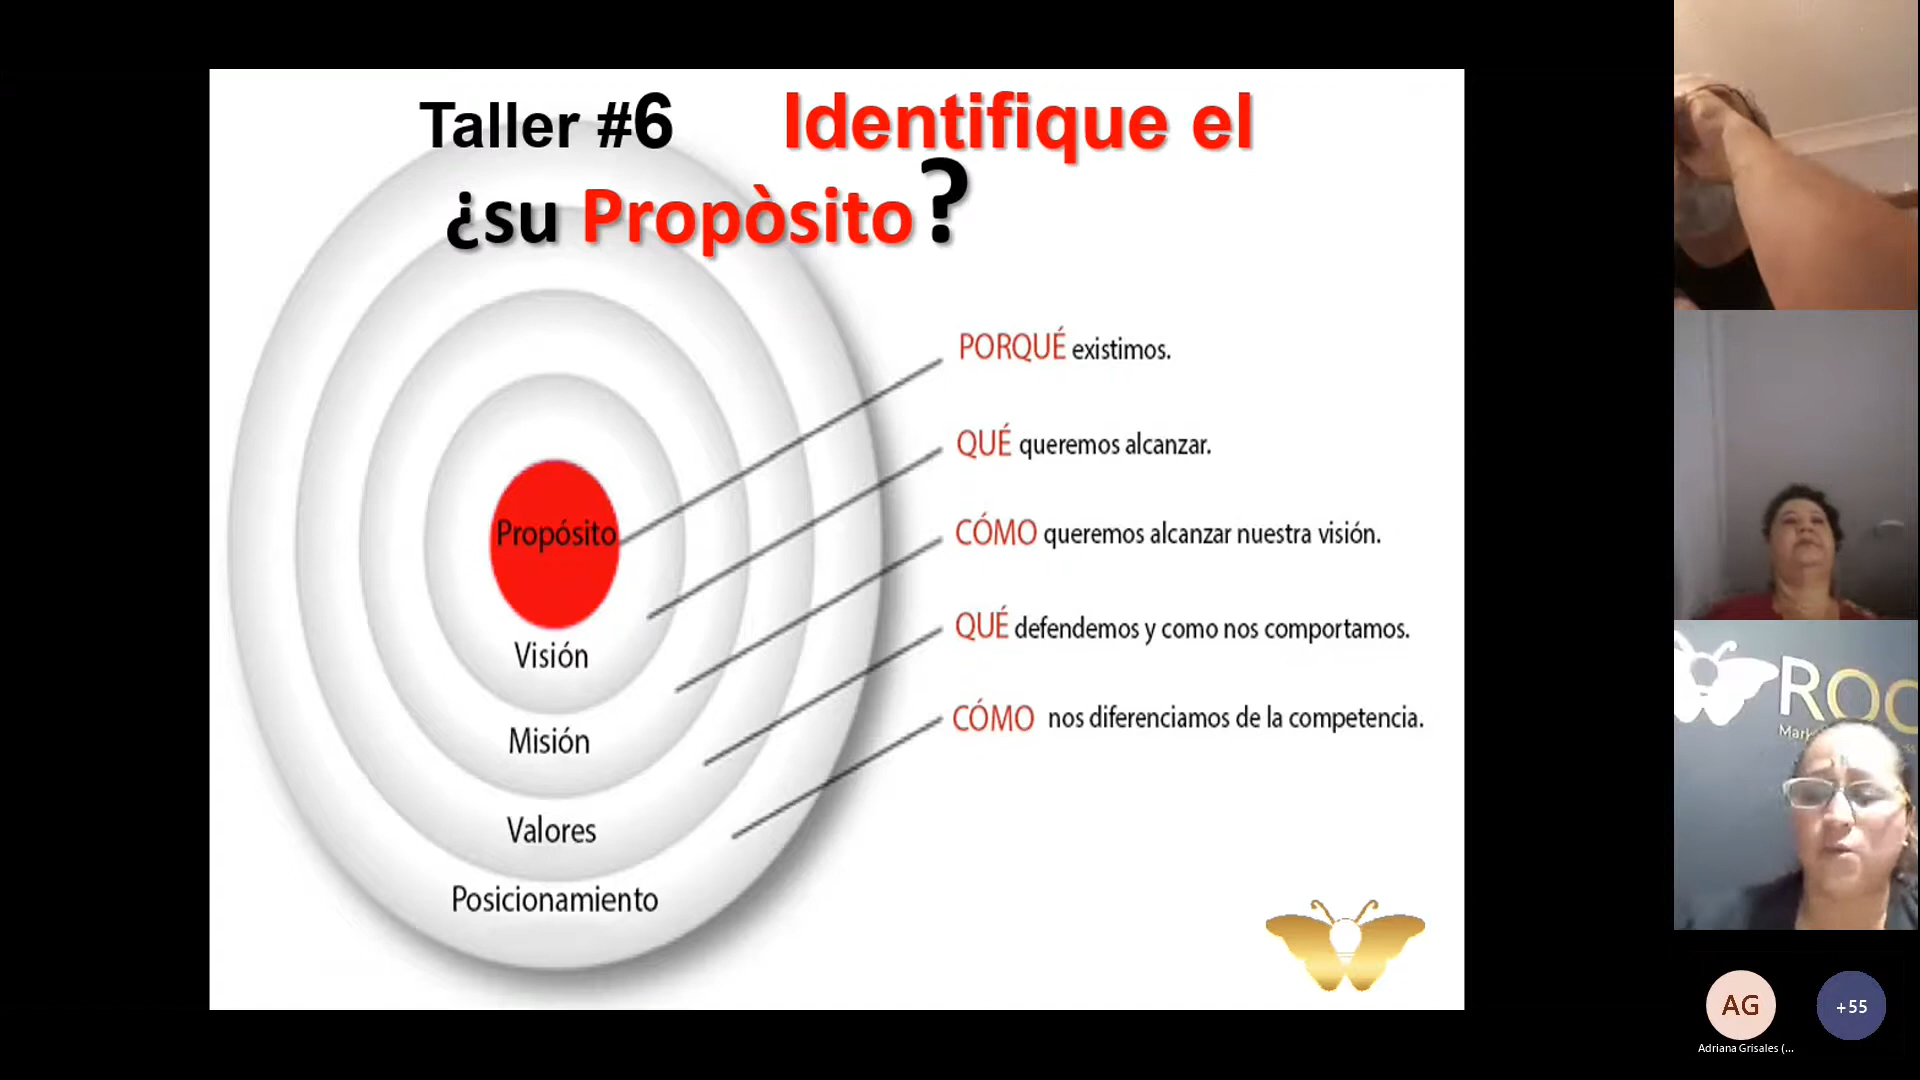 Taller #6 Identifique el
¿su Propòsito?
PORQUÉ existimos.
QUÉ queremos alcanzar.
CÓMO queremos alcanzar nuestra visión.
QUÉ defendemos y como nos comportamos.
CÓMO nos diferenciamos de la competencia.
Propósito
Visión
Misión
Valores
Posicionamiento
AG
+55
Adriana Grisales (...